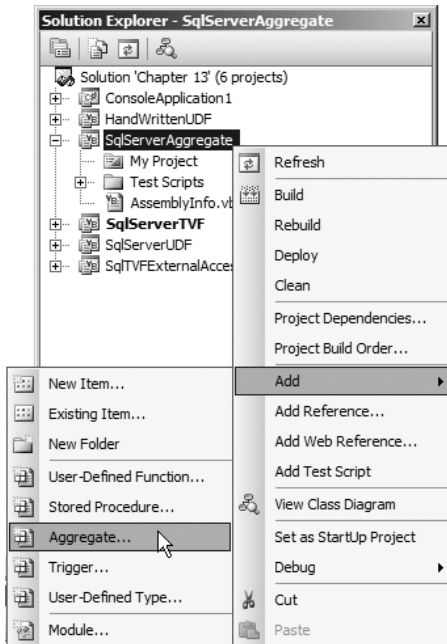 Solution Explorer - SqlServerAggregate
Solution 'Chapter 13' (6 projects)
ConsoleApplication1
HandWrittenUDF
SqlServerAggregate
My Project
Test Scripts
AssemblyInfo.vb
SqlServerTVF
SqlServerUDF
SqlTVFExternalAcces
Refresh
Build
Rebuild
Deploy
Clean
Project Dependencies...
Project Build Order...
Add
Add Reference...
Add Web Reference...
Add Test Script
View Class Diagram
Set as StartUp Project
Debug
Cut
Paste
New Item...
Existing Item...
New Folder
User-Defined Function...
Stored Procedure...
Aggregate...
Trigger...
User-Defined Type...
Module...